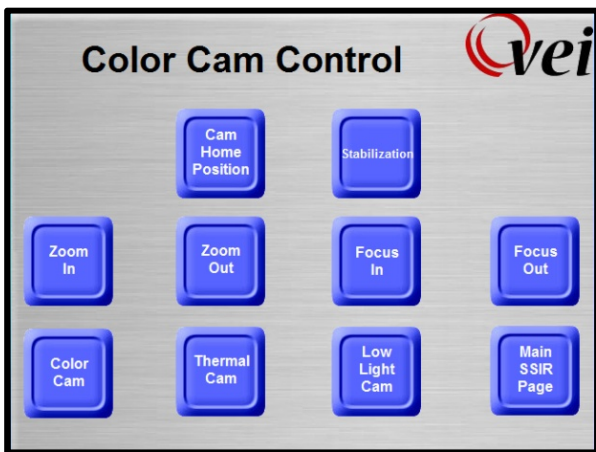 Color Cam Control
vei
Cam
Home
Position
Stabilization
Zoom
In
Zoom
Out
Focus
In
Focus
Out
Color
Cam
Thermal
Cam
Low
Light
Cam
Main
SSIR
Page